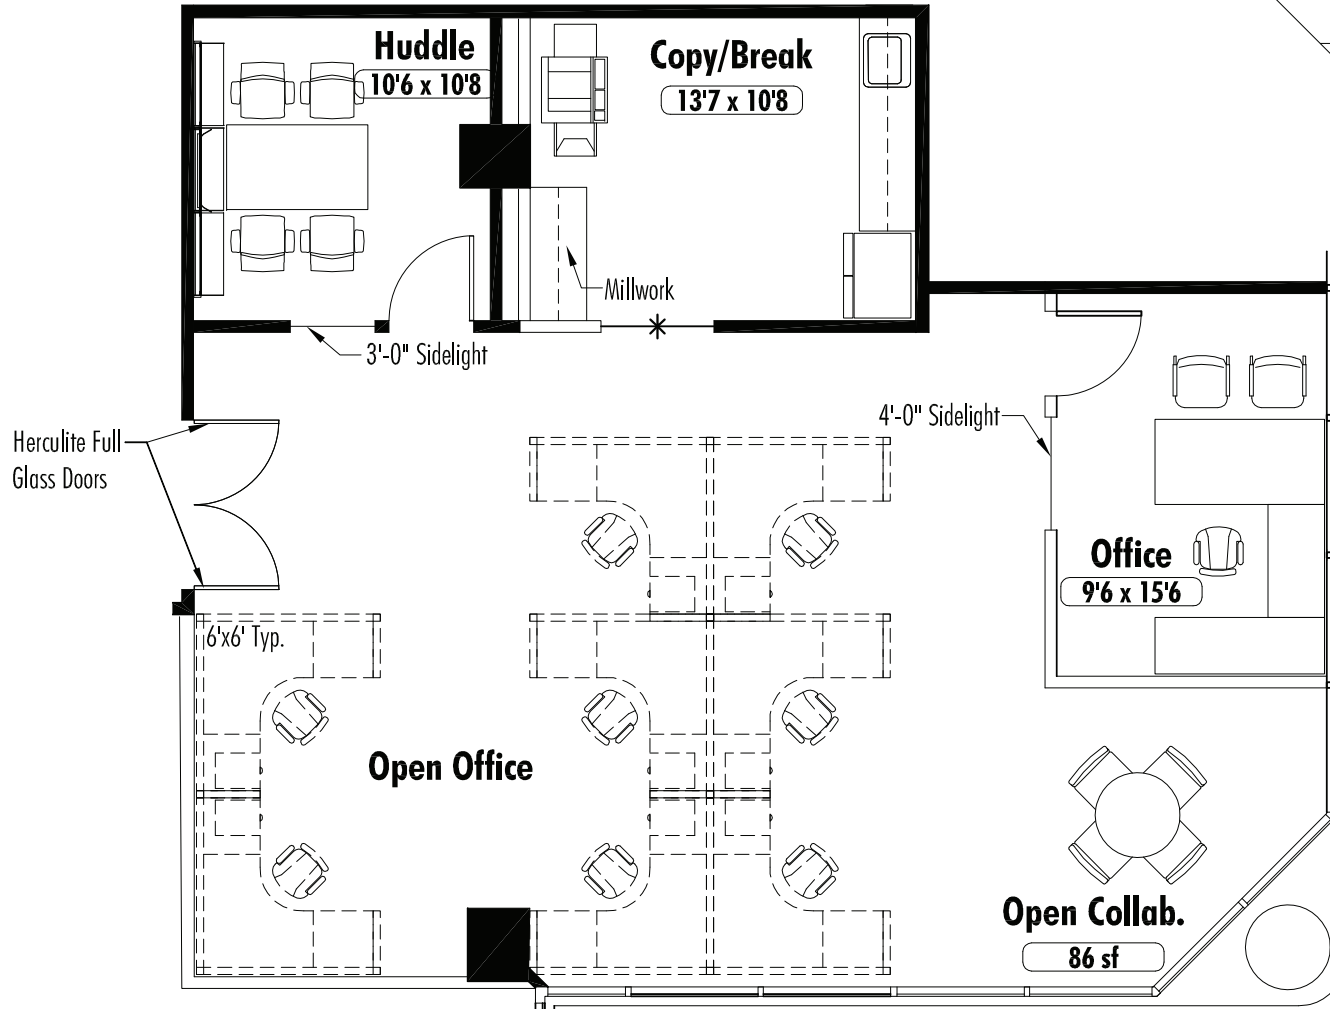 Huddle
10'6 x 10'8
Copy/Break
13'7 x 10'8
Millwork
3'-0" Sidelight
4'-0" Sidelight
Herculite Full
Glass Doors
Office
9'6 x 15'6
6'x6' Typ.
Open Office
Open Collab.
86 sf